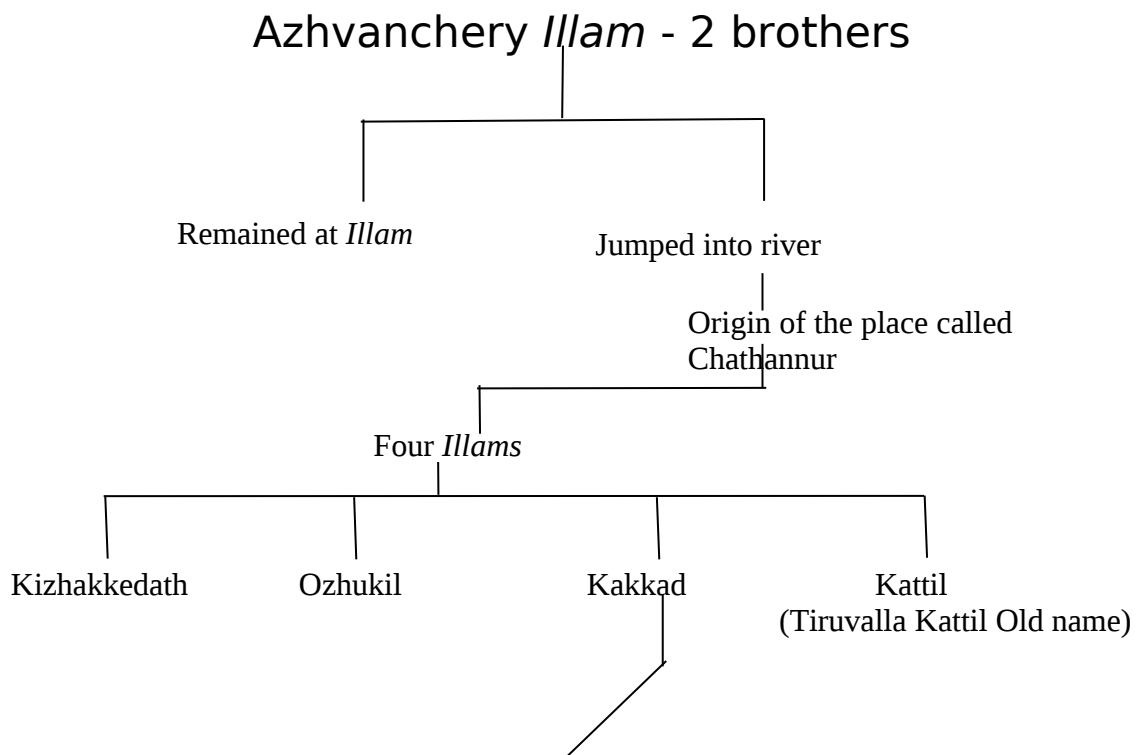 Azhvanchery Illam - 2 brothers
Remained at Illam
Jumped into river
Origin of the place called
Chathannur
Four Illams
Kizhakkedath
Ozhukil
Kakkad
Kattil
(Tiruvalla Kattil Old name)